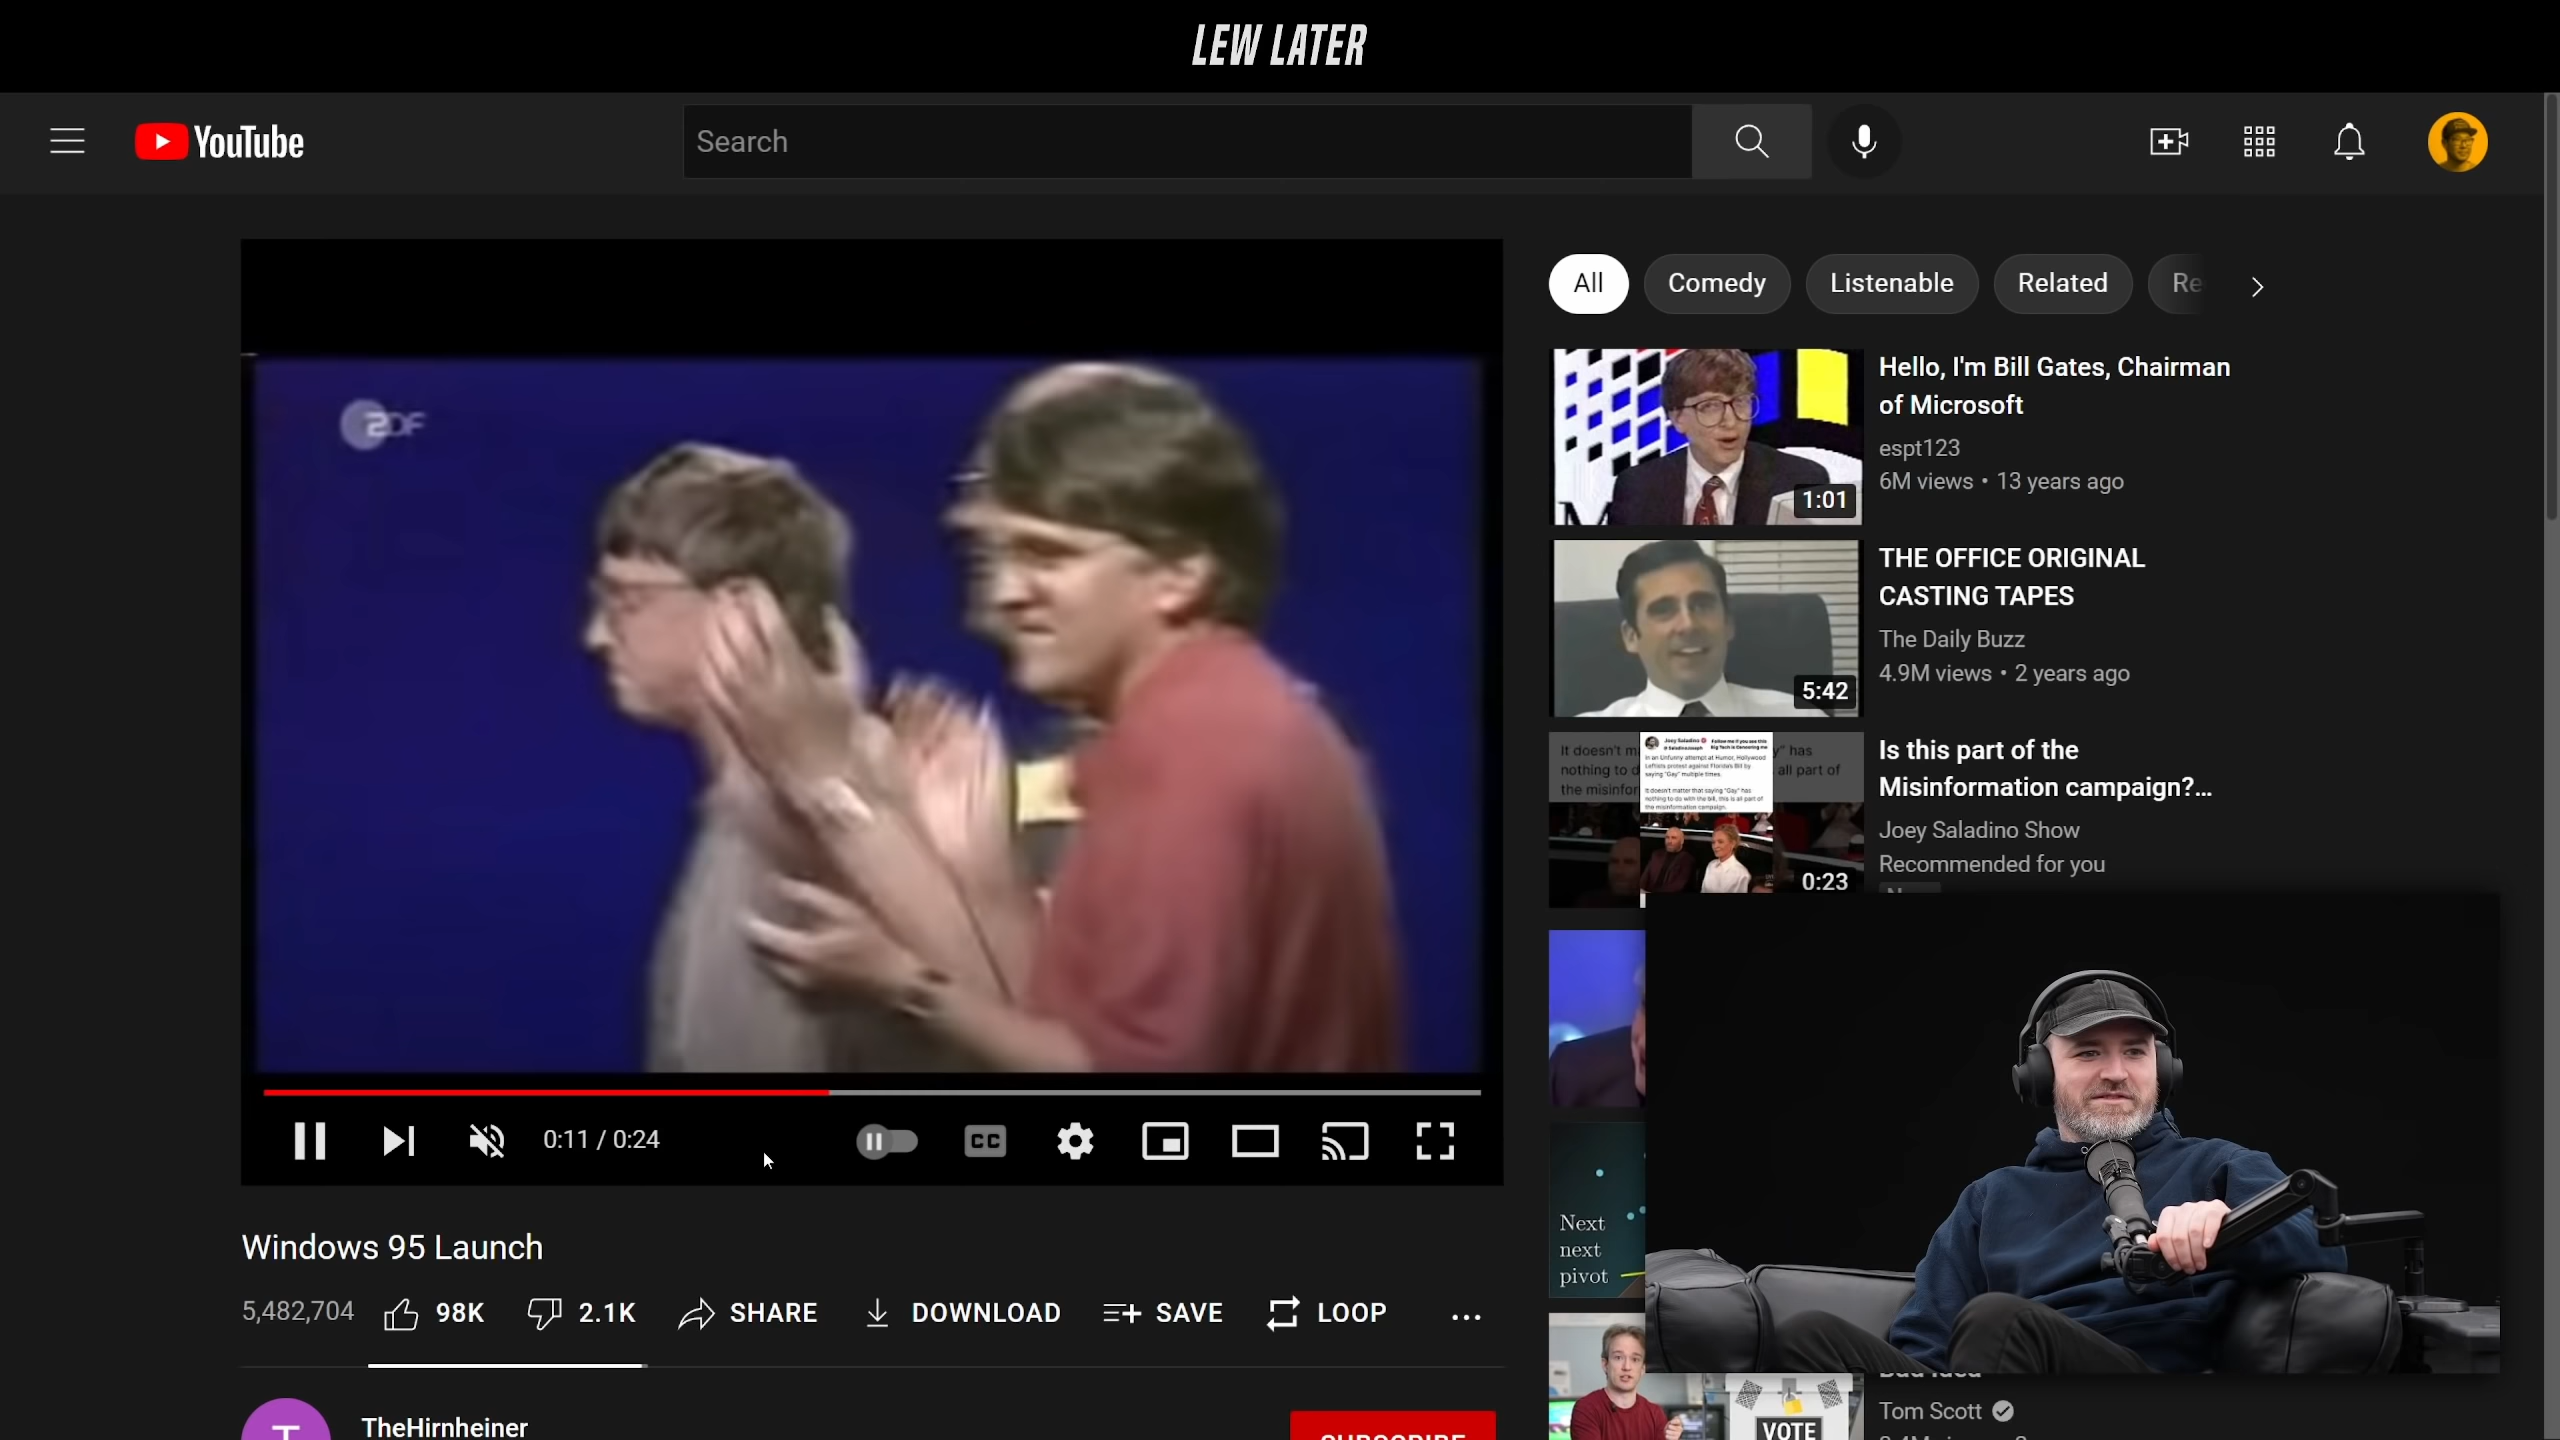 LEW LATER
YouTube
Search
ZDF
0:11 / 0:24
CC
Windows 95 Launch
5,482,704
98K
2.1K
SHARE
DOWNLOAD
SAVE
LOOP
TheHirnheiner
SUBSCRIBE
All
Comedy
Listenable
Related
Hello, I'm Bill Gates, Chairman
of Microsoft
espt123
6M views • 13 years ago
1:01
THE OFFICE ORIGINAL
CASTING TAPES
The Daily Buzz
4.9M views • 2 years ago
5:42
Is this part of the
Misinformation campaign?...
Joey Saladino Show
Recommended for you
0:23
Next
next
pivot
Tom Scott
VOTE